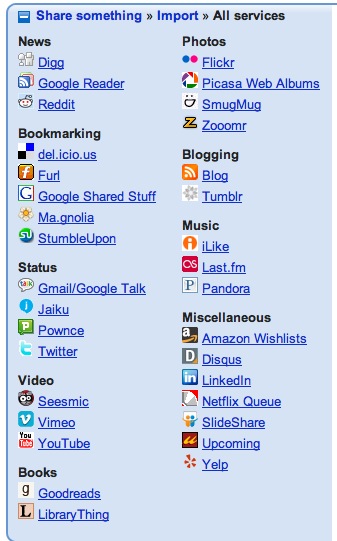 Share something » Import » All services
News
Digg
Google Reader
Reddit
Bookmarking
del.icio.us
Furl
Google Shared Stuff
Ma.gnolia
StumbleUpon
Status
Gmail/Google Talk
Jaiku
Pownce
Twitter
Video
Seesmic
Vimeo
YouTube
Books
Goodreads
LibraryThing
Photos
Flickr
Picasa Web Albums
SmugMug
Zooomr
Blogging
Blog
Tumblr
Music
iLike
Last.fm
Pandora
Miscellaneous
Amazon Wishlists
Disqus
LinkedIn
Netflix Queue
SlideShare
Upcoming
Yelp